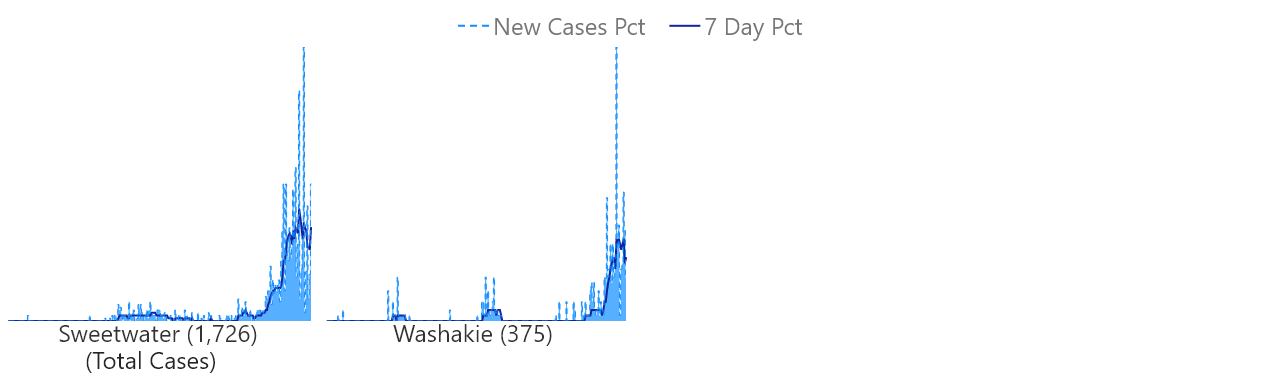 New Cases Pct 7 Day Pct
Sweetwater (1,726) Washakie (375)
(Total Cases)